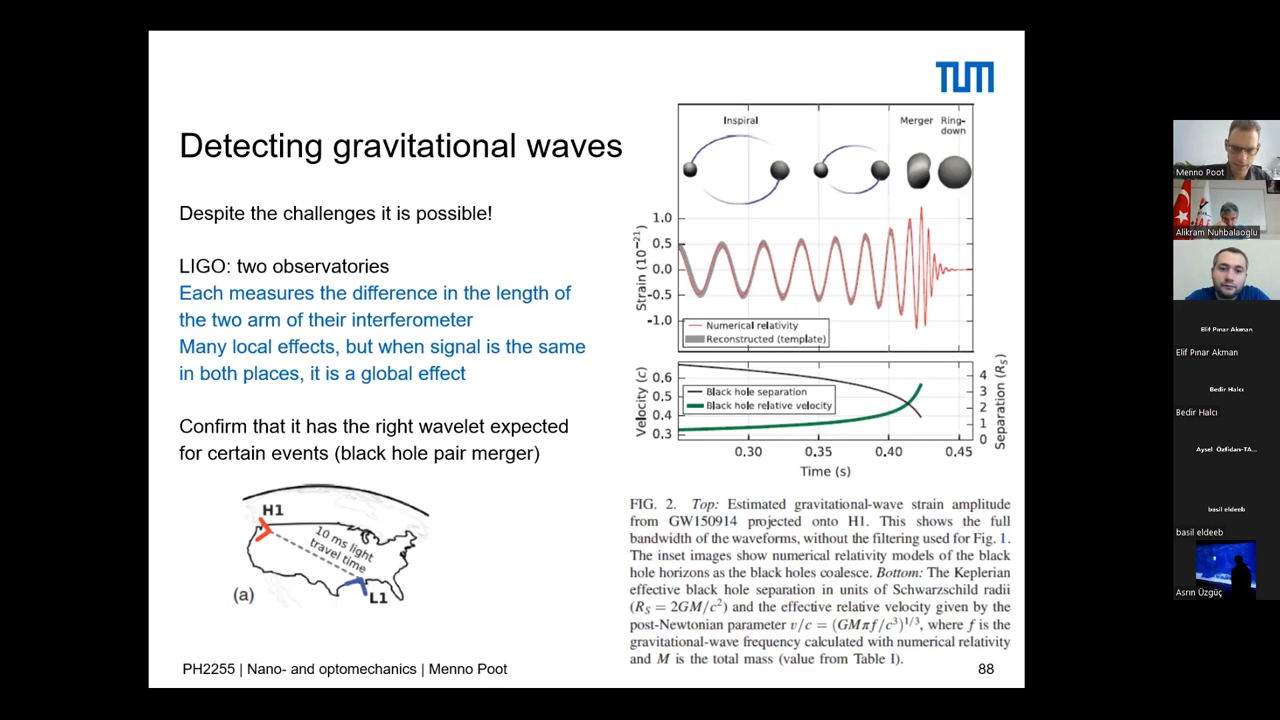 TUM
Detecting gravitational waves
Despite the challenges it is possible!
LIGO: two observatories
Each measures the difference in the length of
the two arm of their interferometer
Many local effects, but when signal is the same
in both places, it is a global effect
Confirm that it has the right wavelet expected
for certain events (black hole pair merger)
H1
10 ms light
travel time
L1
(a)
Inspiral
Merger
Ring-
down
Strain (10⁻²¹)
1.0
0.5
0.0
-0.5
-1.0
Numerical relativity
Reconstructed (template)
Velocity (c)
0.6
0.5
0.4
0.3
Black hole separation
Black hole relative velocity
4
3
2
1
0
Separation (R_S)
0.30
0.35
0.40
0.45
Time (s)
FIG. 2. Top: Estimated gravitational-wave strain amplitude
from GW150914 projected onto H1. This shows the full
bandwidth of the waveforms, without the filtering used for Fig. 1.
The inset images show numerical relativity models of the black
hole horizons as the black holes coalesce. Bottom: The Keplerian
effective black hole separation in units of Schwarzschild radii
(R_S = 2GM/c²) and the effective relative velocity given by the
post-Newtonian parameter v/c = (GMπf/c³)^1/3, where f is the
gravitational-wave frequency calculated with numerical relativity
and M is the total mass (value from Table I).
PH2255 | Nano- and optomechanics | Menno Poot
88
Menno Poot
Alikram Nuhbalaoglu
Elif Pınar Akman
Elif Pınar Akman
Bedir Halcı
Bedir Halcı
Aysel Özfidan-TA...
basil eldeeb
basil eldeeb
Asrın Üzgüç